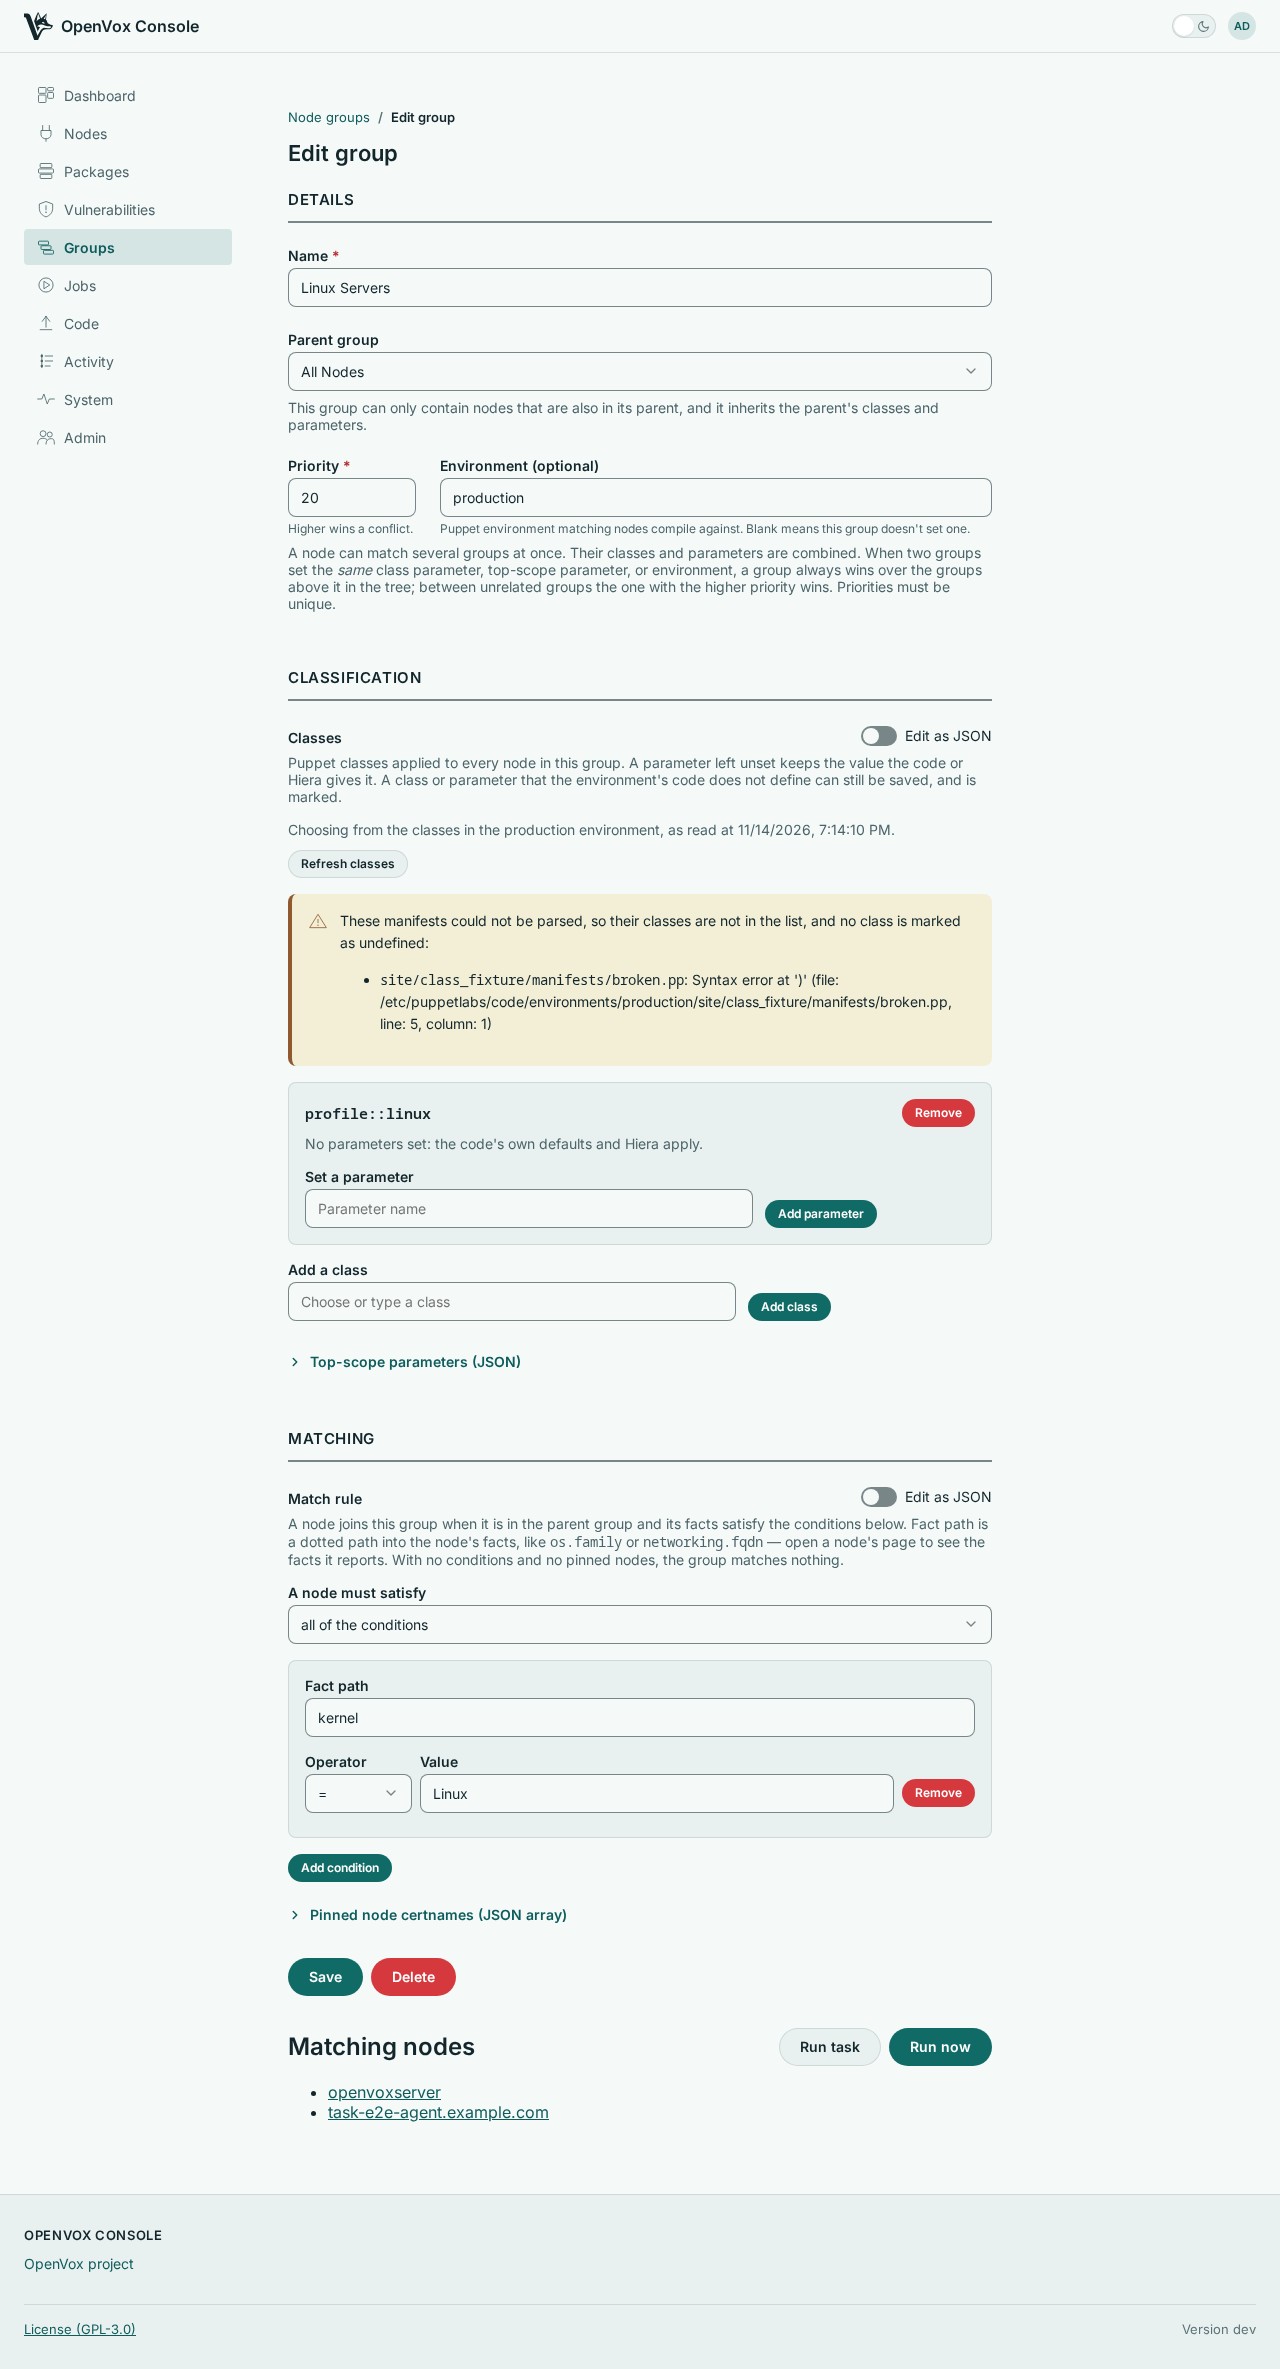 OpenVox Console
AD
Dashboard
Nodes
Packages
Vulnerabilities
Groups
Jobs
Code
Activity
System
Admin
Node groups / Edit group
Edit group
DETAILS
Name *
Linux Servers
Parent group
All Nodes
This group can only contain nodes that are also in its parent, and it inherits the parent's classes and
parameters.
Priority *
Environment (optional)
20
production
Higher wins a conflict.
Puppet environment matching nodes compile against. Blank means this group doesn't set one.
A node can match several groups at once. Their classes and parameters are combined. When two groups
set the same class parameter, top-scope parameter, or environment, a group always wins over the groups
above it in the tree; between unrelated groups the one with the higher priority wins. Priorities must be
unique.
CLASSIFICATION
Classes
Edit as JSON
Puppet classes applied to every node in this group. A parameter left unset keeps the value the code or
Hiera gives it. A class or parameter that the environment's code does not define can still be saved, and is
marked.
Choosing from the classes in the production environment, as read at 11/14/2026, 7:14:10 PM.
Refresh classes
These manifests could not be parsed, so their classes are not in the list, and no class is marked
as undefined:
• site/class_fixture/manifests/broken.pp: Syntax error at ')' (file:
/etc/puppetlabs/code/environments/production/site/class_fixture/manifests/broken.pp,
line: 5, column: 1)
profile::linux
Remove
No parameters set: the code's own defaults and Hiera apply.
Set a parameter
Parameter name
Add parameter
Add a class
Choose or type a class
Add class
Top-scope parameters (JSON)
MATCHING
Match rule
Edit as JSON
A node joins this group when it is in the parent group and its facts satisfy the conditions below. Fact path is
a dotted path into the node's facts, like os.family or networking.fqdn — open a node's page to see the
facts it reports. With no conditions and no pinned nodes, the group matches nothing.
A node must satisfy
all of the conditions
Fact path
kernel
Operator
Value
=
Linux
Remove
Add condition
Pinned node certnames (JSON array)
Save
Delete
Matching nodes
Run task
Run now
• openvoxserver
• task-e2e-agent.example.com
OPENVOX CONSOLE
OpenVox project
License (GPL-3.0)
Version dev